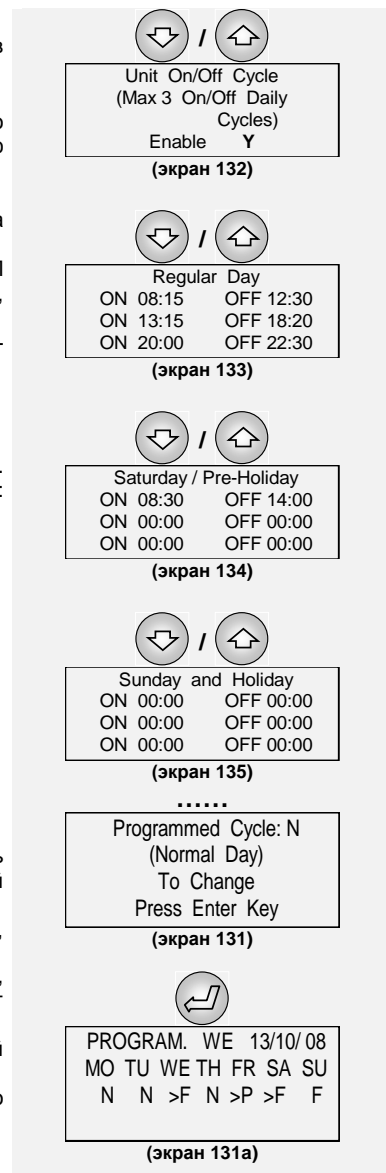 /
Unit On/Off Cycle
(Max 3 On/Off Daily
Cycles)
Enable Y
(экран 132)
/
Regular Day
ON 08:15 OFF 12:30
ON 13:15 OFF 18:20
ON 20:00 OFF 22:30
(экран 133)
/
Saturday / Pre-Holiday
ON 08:30 OFF 14:00
ON 00:00 OFF 00:00
ON 00:00 OFF 00:00
(экран 134)
/
Sunday and Holiday
ON 00:00 OFF 00:00
ON 00:00 OFF 00:00
ON 00:00 OFF 00:00
(экран 135)
......
Programmed Cycle: N
(Normal Day)
To Change
Press Enter Key
(экран 131)
PROGRAM. WE 13/10/ 08
MO TU WE TH FR SA SU
N N >F N >P >F F
(экран 131a)